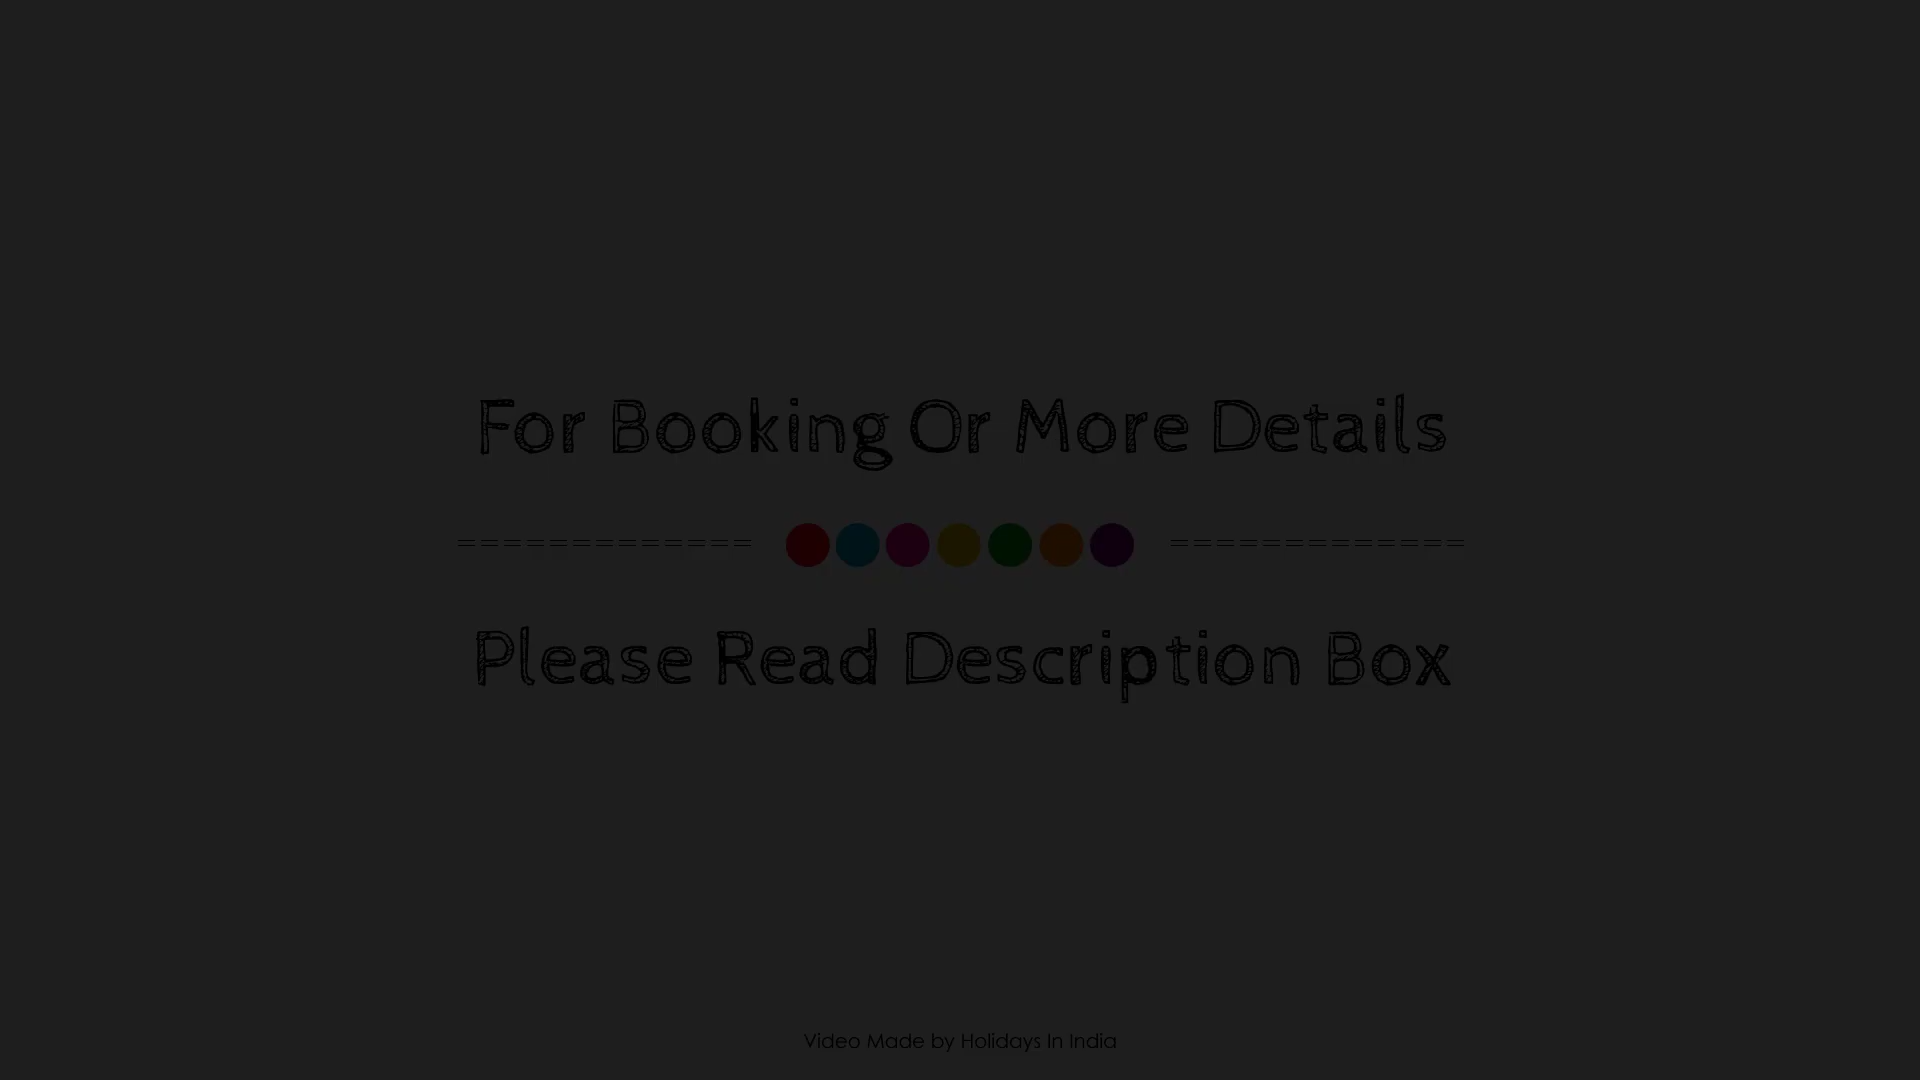 For Booking Or More Details
============= =============
Please Read Description Box
Video Made by Holidays In India